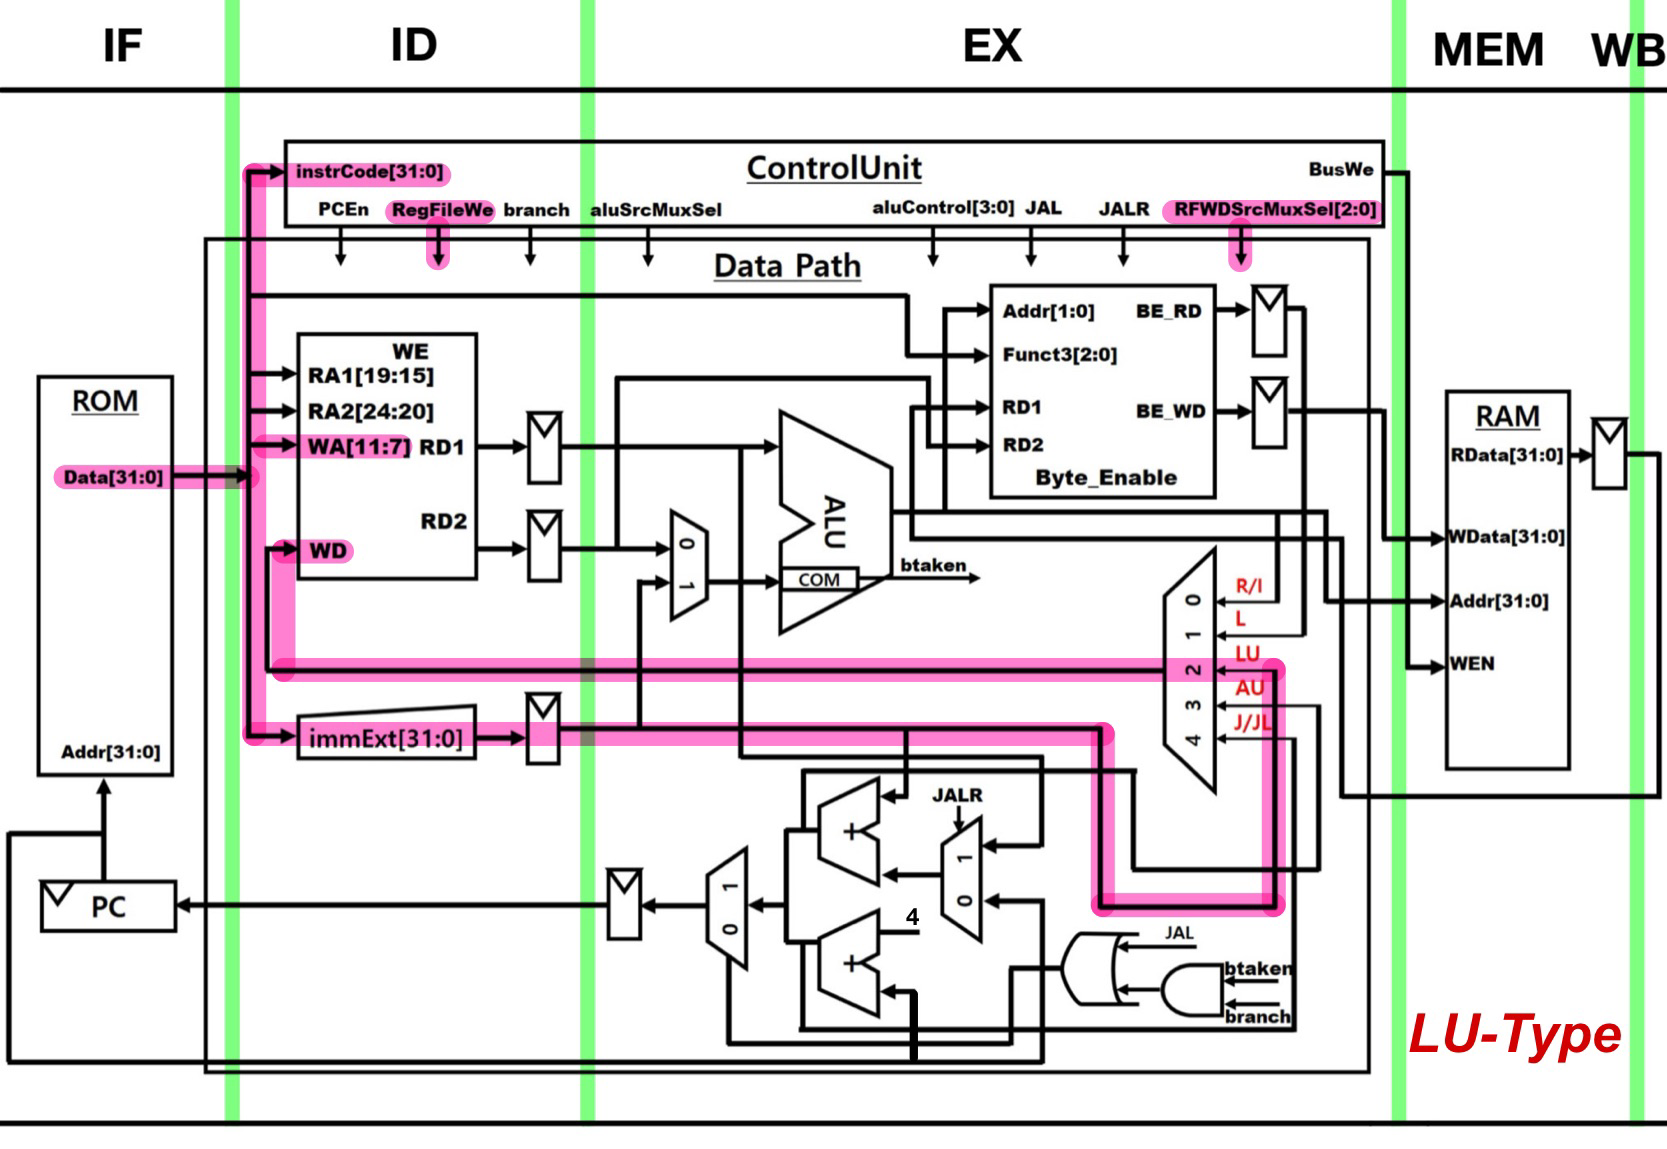 IF
ID
EX
MEM
WB
instrCode[31:0]
ControlUnit
BusWe
PCEn
RegFileWe
branch
aluSrcMuxSel
aluControl[3:0]
JAL
JALR
RFWDSrcMuxSel[2:0]
Data Path
ROM
Data[31:0]
Addr[31:0]
PC
WE
RA1[19:15]
RA2[24:20]
WA[11:7]
RD1
RD2
WD
immExt[31:0]
0
1
ALU
COM
btaken
Addr[1:0]
BE_RD
Funct3[2:0]
RD1
BE_WD
RD2
Byte_Enable
0
1
2
3
4
R/I
L
LU
AU
J/JL
RAM
RData[31:0]
WData[31:0]
Addr[31:0]
WEN
+
JALR
1
0
1
0
4
+
JAL
btaken
branch
LU-Type